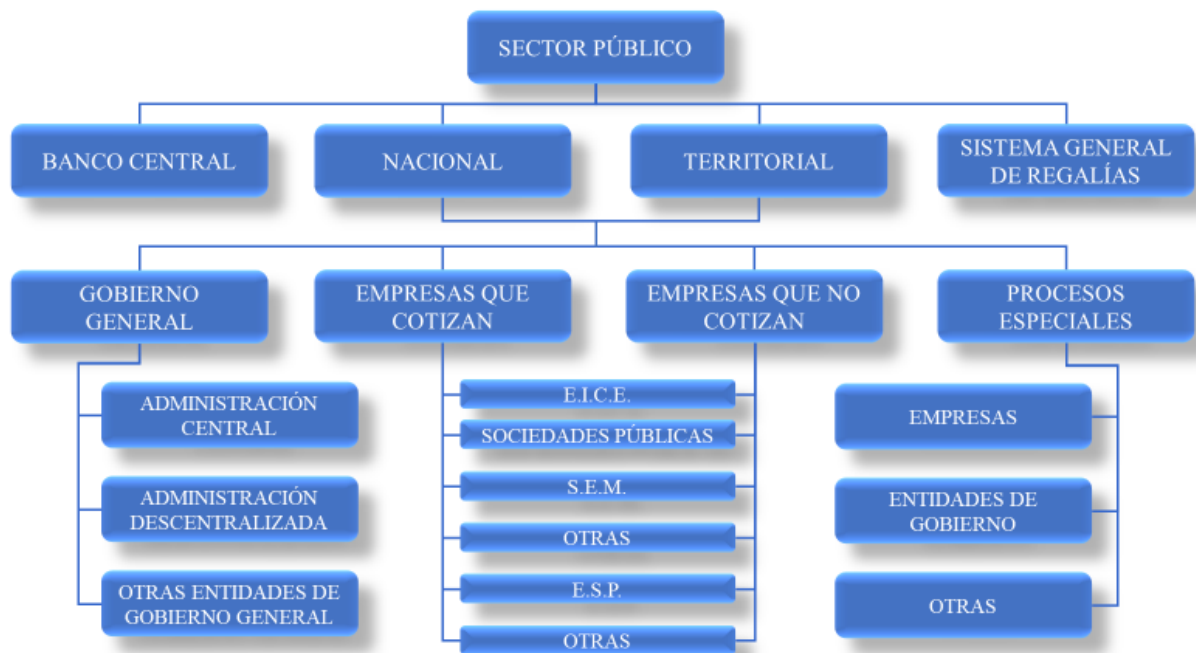 SECTOR PÚBLICO
BANCO CENTRAL
NACIONAL
TERRITORIAL
SISTEMA GENERAL
DE REGALÍAS
GOBIERNO
GENERAL
EMPRESAS QUE
COTIZAN
EMPRESAS QUE NO
COTIZAN
PROCESOS
ESPECIALES
ADMINISTRACIÓN
CENTRAL
ADMINISTRACIÓN
DESCENTRALIZADA
OTRAS ENTIDADES DE
GOBIERNO GENERAL
E.I.C.E.
SOCIEDADES PÚBLICAS
S.E.M.
OTRAS
E.S.P.
OTRAS
EMPRESAS
ENTIDADES DE
GOBIERNO
OTRAS